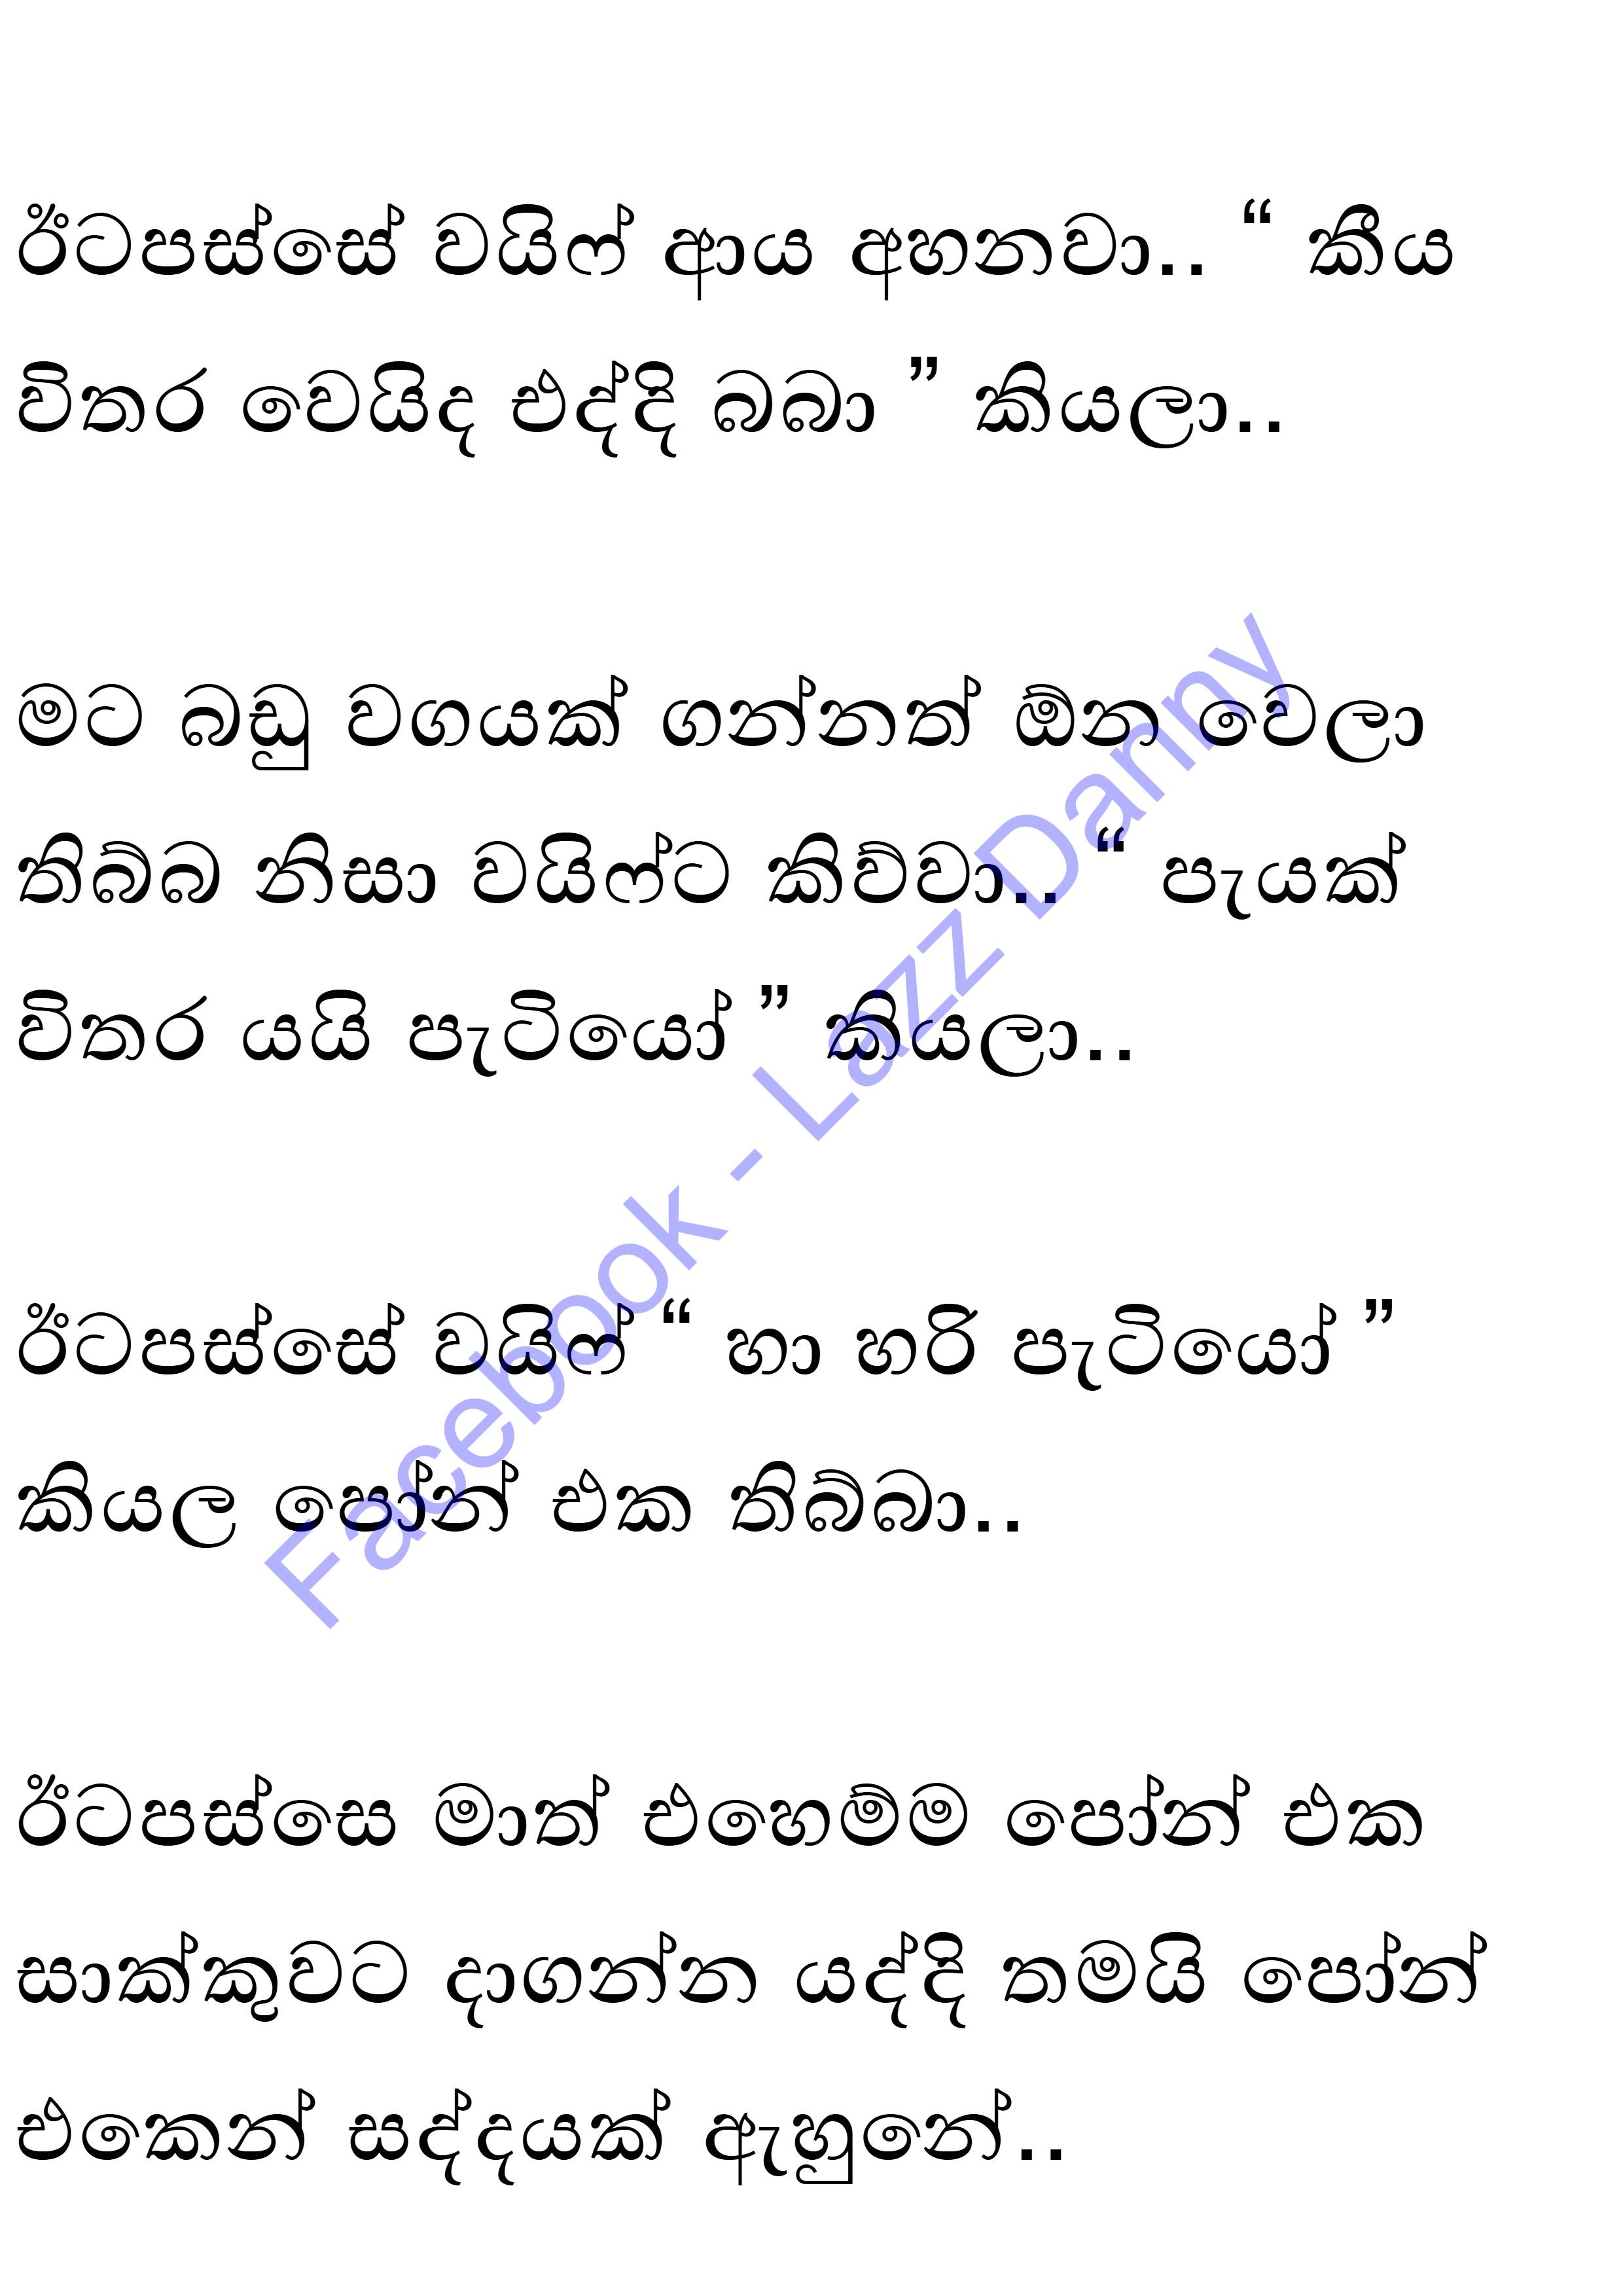 ඊටපස්සේ වයිෆ් ආය අහනවා.. “ කීය
විතර වෙයිද එද්දි බබා ” කියලා..
මට බඩු වගයක් ගන්නත් ඕන වෙලා
තිබ්බ නිසා වයිෆ්ට කිව්වා.. “ පැයක්
විතර යයි පැටියෝ ” කියලා..
ඊටපස්සේ වයිෆ් “ හා හරි පැටියෝ ”
කියල පෝන් එක තිබ්බා..
ඊටපස්සෙ මාත් එහෙම්ම පෝන් එක
සාක්කුවට දාගන්න යද්දි තමයි පෝන්
එකෙන් සද්දයක් ඇහුනේ..
Facebook - Lazz Danny